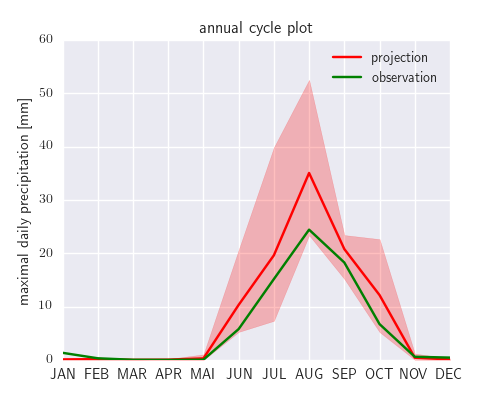 annual cycle plot
projection
observation
maximal daily precipitation [mm]
60
50
40
30
20
10
0
JAN FEB MAR APR MAI JUN JUL AUG SEP OCT NOV DEC